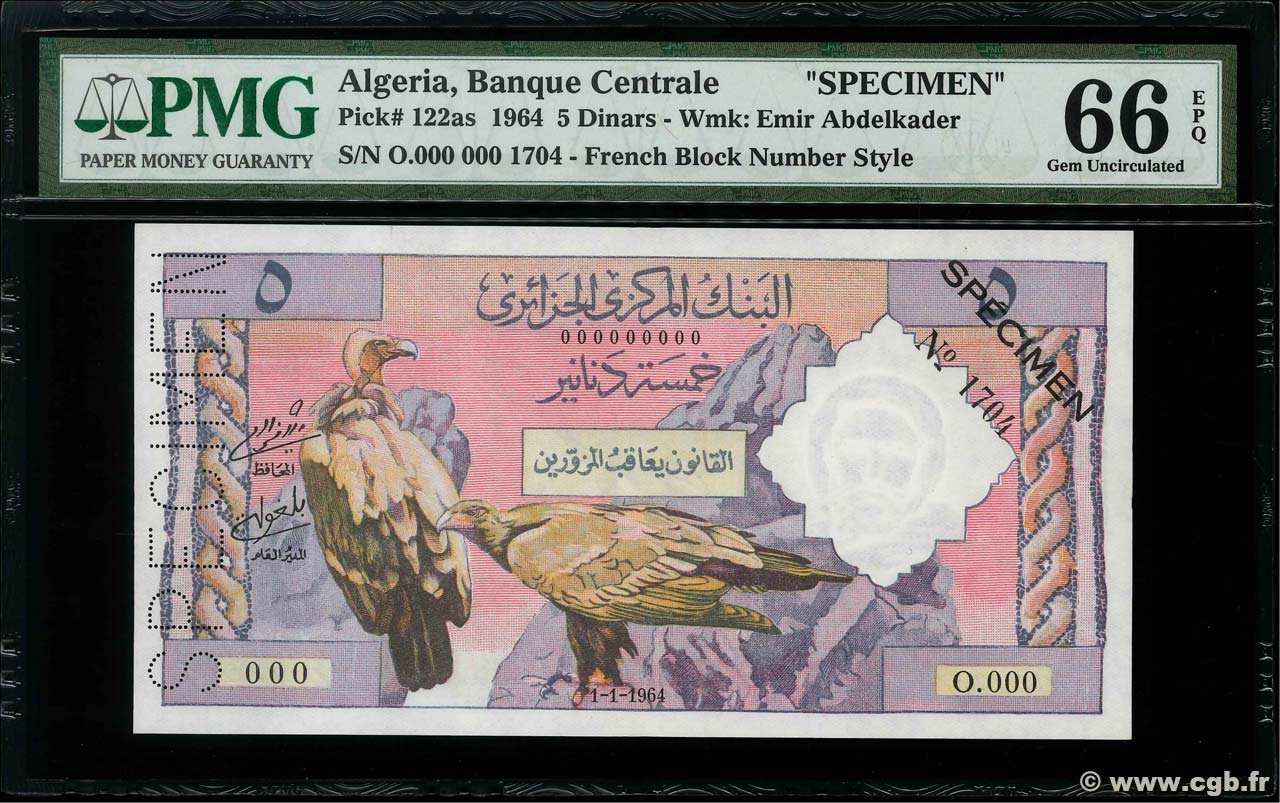 PMG
PAPER MONEY GUARANTY
Algeria, Banque Centrale "SPECIMEN"
Pick# 122as 1964 5 Dinars - Wmk: Emir Abdelkader
S/N O.000 000 1704 - French Block Number Style
66
EPQ
Gem Uncirculated
٥
البنك المركزي الجزائري
٥
SPÉCIMEN
000000000
No 1704
خمسة دنانير
القانون يعاقب المزورين
المحافظ
المدير العام
SPECIMEN
000
1-1-1964
O.000
© www.cgb.fr